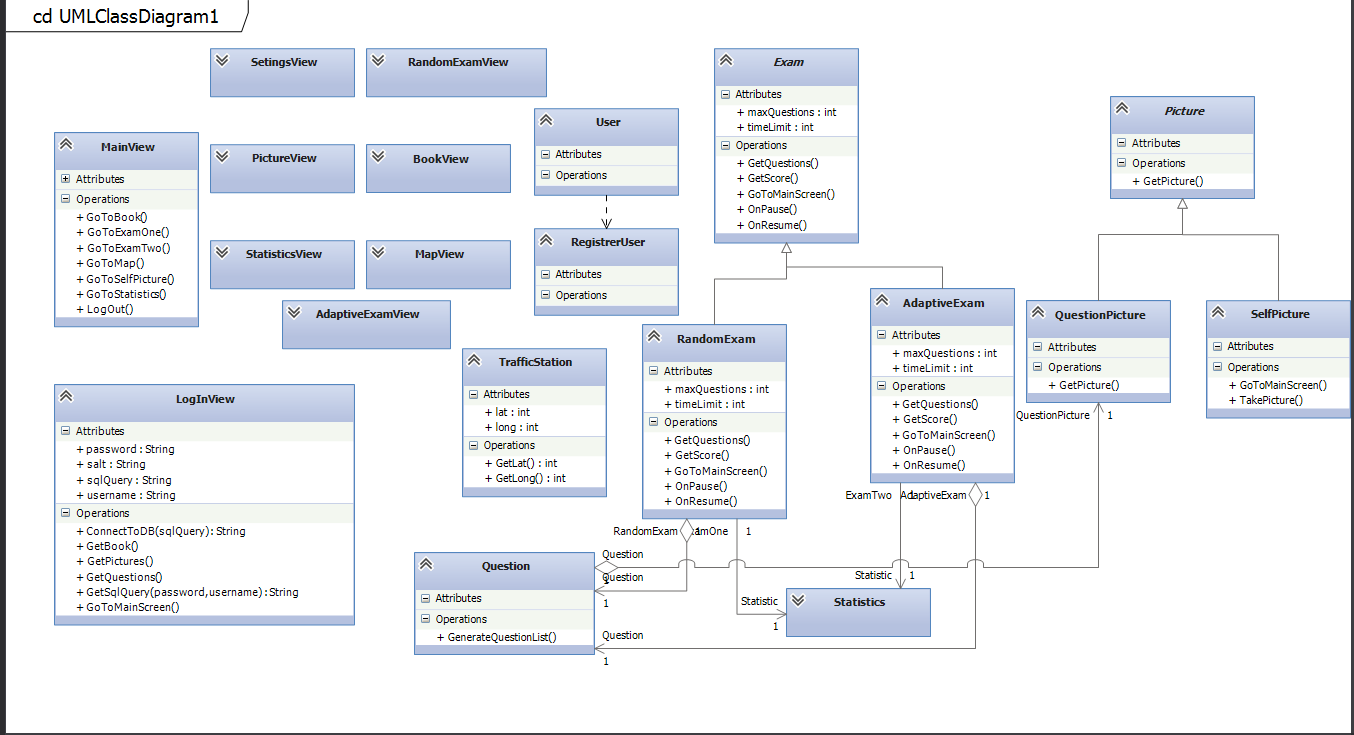 cd UMLClassDiagram1
SetingsView
RandomExamView
PictureView
BookView
StatisticsView
MapView
AdaptiveExamView
MainView
Attributes
Operations
+ GoToBook()
+ GoToExamOne()
+ GoToExamTwo()
+ GoToMap()
+ GoToSelfPicture()
+ GoToStatistics()
+ LogOut()
LogInView
Attributes
+ password : String
+ salt : String
+ sqlQuery : String
+ username : String
Operations
+ ConnectToDB(sqlQuery): String
+ GetBook()
+ GetPictures()
+ GetQuestions()
+ GetSqlQuery(password,username):String
+ GoToMainScreen()
User
Attributes
Operations
RegistrerUser
Attributes
Operations
TrafficStation
Attributes
+ lat : int
+ long : int
Operations
+ GetLat() : int
+ GetLong() : int
Exam
Attributes
+ maxQuestions : int
+ timeLimit : int
Operations
+ GetQuestions()
+ GetScore()
+ GoToMainScreen()
+ OnPause()
+ OnResume()
RandomExam
Attributes
+ maxQuestions : int
+ timeLimit : int
Operations
+ GetQuestions()
+ GetScore()
+ GoToMainScreen()
+ OnPause()
+ OnResume()
AdaptiveExam
Attributes
+ maxQuestions : int
+ timeLimit : int
Operations
+ GetQuestions()
+ GetScore()
+ GoToMainScreen()
+ OnPause()
+ OnResume()
Picture
Attributes
Operations
+ GetPicture()
QuestionPicture
Attributes
Operations
+ GetPicture()
SelfPicture
Attributes
Operations
+ GoToMainScreen()
+ TakePicture()
QuestionPicture 1
ExamTwo 1
AdaptiveExam 1
RandomExam
1
Question
1
Question
1
Statistic 1
Statistic
1
Question
1
Question
Attributes
Operations
+ GenerateQuestionList()
Statistics